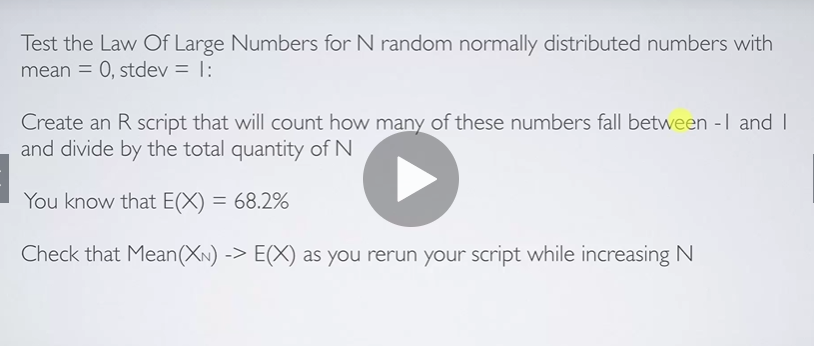 Test the Law Of Large Numbers for N random normally distributed numbers with
mean = 0, stdev = 1:
Create an R script that will count how many of these numbers fall between -1 and 1
and divide by the total quantity of N
You know that E(X) = 68.2%
Check that Mean(XN) -> E(X) as you rerun your script while increasing N